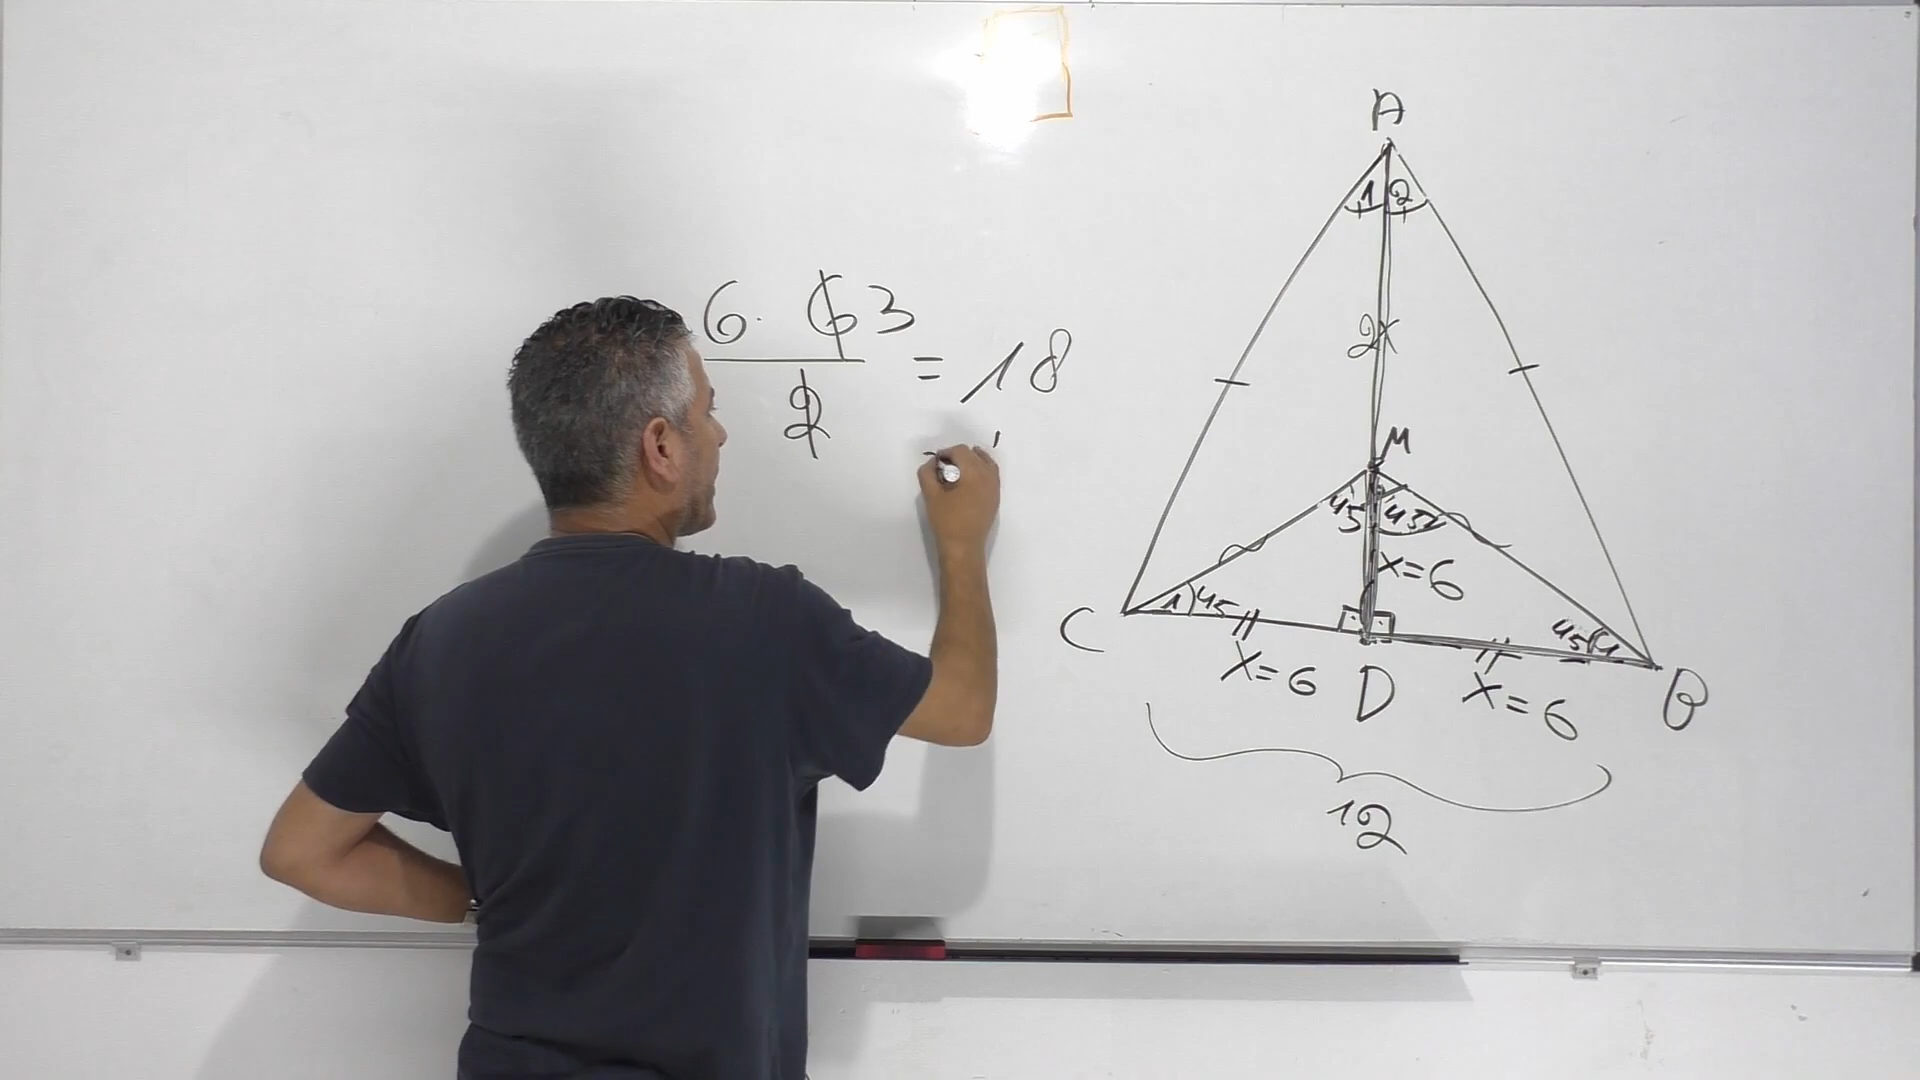 6 · 6 3
2
= 18
A
1 2
2x
M
45 45
x=6
C 1 45 45 1 B
x=6 D x=6
12